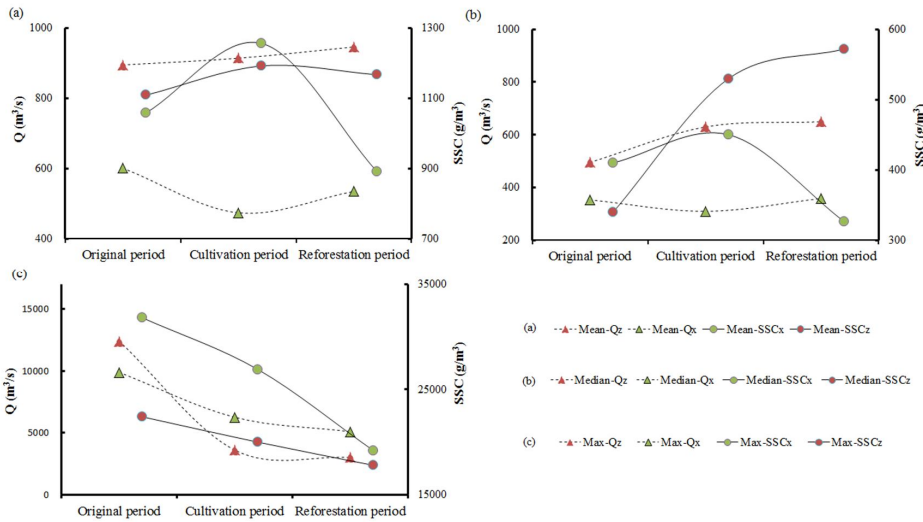 (a)
1000
800
600
400
Q (m³/s)
1300
1100
900
700
SSC (g/m³)
Original period Cultivation period Reforestation period
(b)
1000
800
600
400
200
Q (m³/s)
600
500
400
300
SSC (g/m³)
Original period Cultivation period Reforestation period
(c)
15000
10000
5000
0
Q (m³/s)
35000
25000
15000
SSC (g/m³)
Original period Cultivation period Reforestation period
(a) Mean-Qz Mean-Qx Mean-SSCx Mean-SSCz
(b) Median-Qz Median-Qx Median-SSCx Median-SSCz
(c) Max-Qz Max-Qx Max-SSCx Max-SSCz